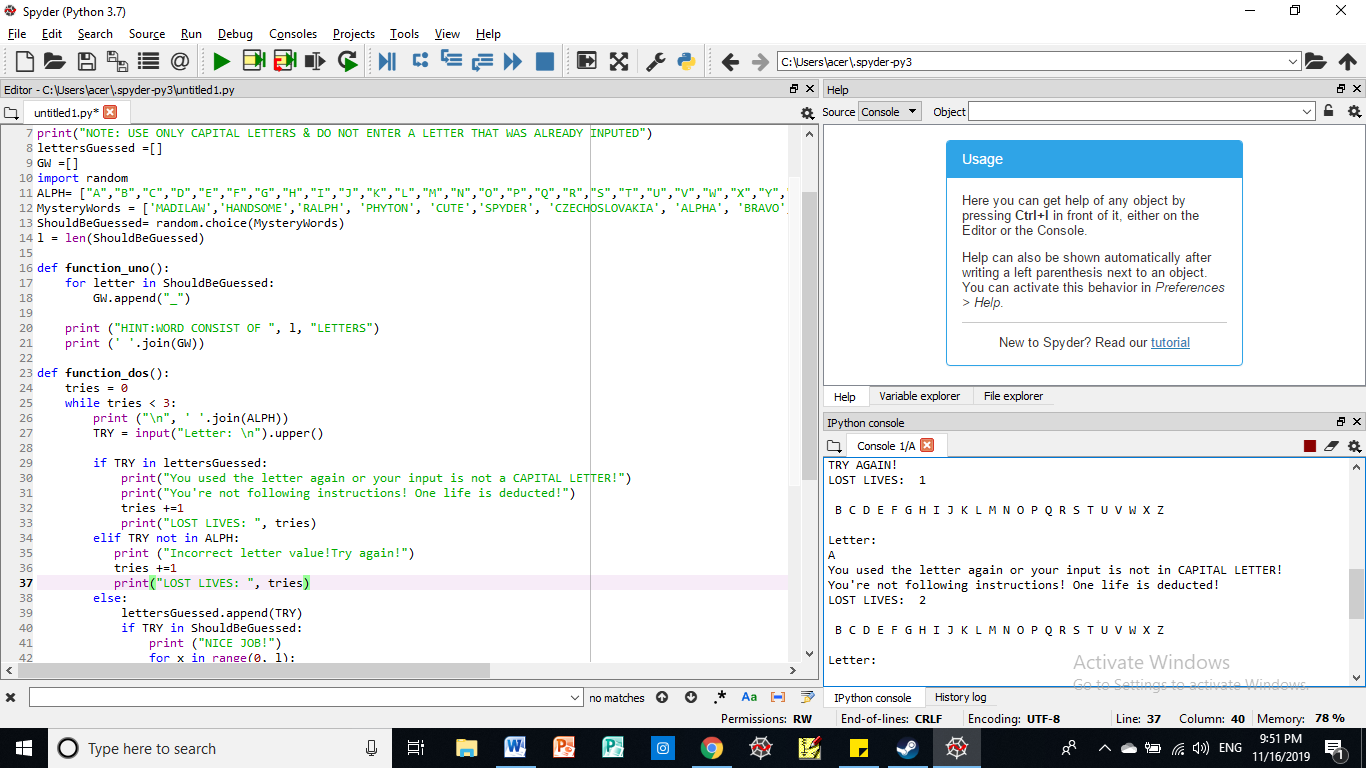 Spyder (Python 3.7)
File Edit Search Source Run Debug Consoles Projects Tools View Help
C:\Users\acer\.spyder-py3
Editor - C:\Users\acer\.spyder-py3\untitled1.py
untitled1.py*
7 print("NOTE: USE ONLY CAPITAL LETTERS & DO NOT ENTER A LETTER THAT WAS ALREADY INPUTED")
8 lettersGuessed =[]
9 GW =[]
10 import random
11 ALPH= ["A","B","C","D","E","F","G","H","I","J","K","L","M","N","O","P","Q","R","S","T","U","V","W","X","Y",
12 MysteryWords = ['MADILAW','HANDSOME','RALPH', 'PHYTON', 'CUTE','SPYDER', 'CZECHOSLOVAKIA', 'ALPHA', 'BRAVO'
13 ShouldBeGuessed= random.choice(MysteryWords)
14 l = len(ShouldBeGuessed)
15
16 def function_uno():
17 for letter in ShouldBeGuessed:
18 GW.append("_")
19
20 print ("HINT:WORD CONSIST OF ", l, "LETTERS")
21 print (' '.join(GW))
22
23 def function_dos():
24 tries = 0
25 while tries < 3:
26 print ("\n", ' '.join(ALPH))
27 TRY = input("Letter: \n").upper()
28
29 if TRY in lettersGuessed:
30 print("You used the letter again or your input is not a CAPITAL LETTER!")
31 print("You're not following instructions! One life is deducted!")
32 tries +=1
33 print("LOST LIVES: ", tries)
34 elif TRY not in ALPH:
35 print ("Incorrect letter value!Try again!")
36 tries +=1
37 print("LOST LIVES: ", tries)
38 else:
39 lettersGuessed.append(TRY)
40 if TRY in ShouldBeGuessed:
41 print ("NICE JOB!")
42 for x in range(0, l):
no matches
Aa
Help
Source Console Object
Usage
Here you can get help of any object by
pressing Ctrl+I in front of it, either on the
Editor or the Console.
Help can also be shown automatically after
writing a left parenthesis next to an object.
You can activate this behavior in Preferences
> Help.
New to Spyder? Read our tutorial
Help Variable explorer File explorer
IPython console
Console 1/A
TRY AGAIN!
LOST LIVES: 1
B C D E F G H I J K L M N O P Q R S T U V W X Z
Letter:
A
You used the letter again or your input is not in CAPITAL LETTER!
You're not following instructions! One life is deducted!
LOST LIVES: 2
B C D E F G H I J K L M N O P Q R S T U V W X Z
Letter:
Activate Windows
Go to Settings to activate Windows.
IPython console History log
Permissions: RW End-of-lines: CRLF Encoding: UTF-8 Line: 37 Column: 40 Memory: 78 %
Type here to search
ENG
9:51 PM
11/16/2019
1